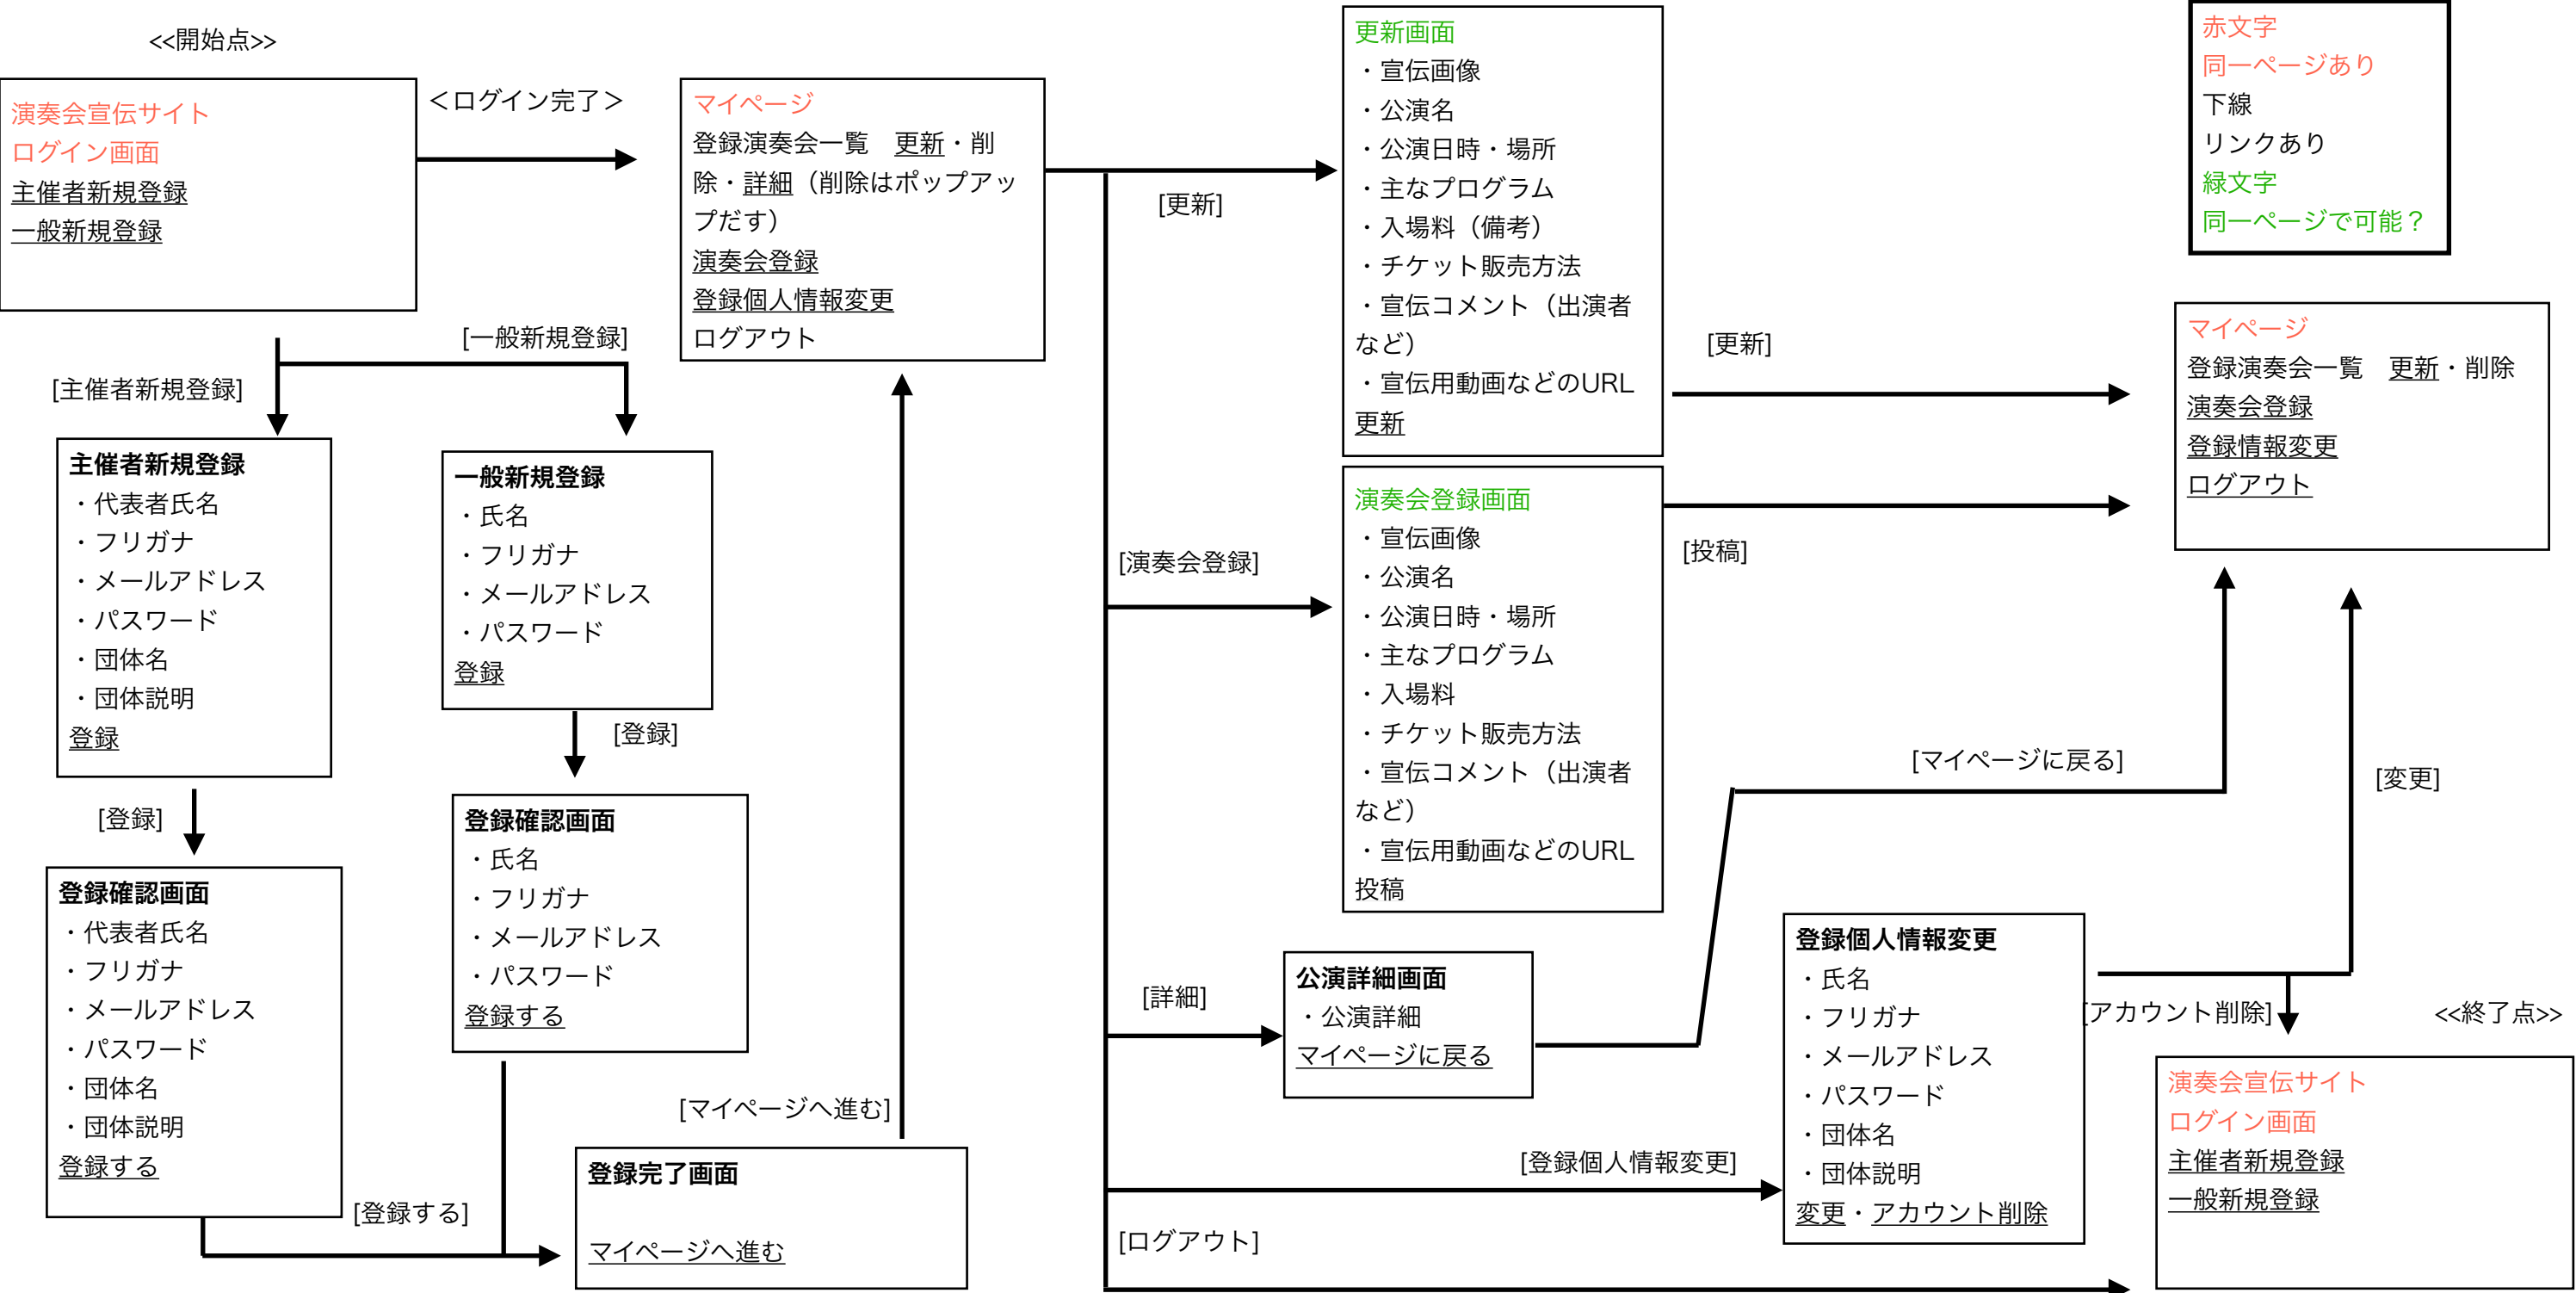 <<開始点>>
演奏会宣伝サイト
ログイン画面
主催者新規登録
一般新規登録
＜ログイン完了＞
マイページ
登録演奏会一覧　更新・削
除・詳細（削除はポップアッ
プだす）
演奏会登録
登録個人情報変更
ログアウト
[主催者新規登録]
[一般新規登録]
主催者新規登録
・代表者氏名
・フリガナ
・メールアドレス
・パスワード
・団体名
・団体説明
登録
一般新規登録
・氏名
・フリガナ
・メールアドレス
・パスワード
登録
[登録]
[登録]
登録確認画面
・代表者氏名
・フリガナ
・メールアドレス
・パスワード
・団体名
・団体説明
登録する
登録確認画面
・氏名
・フリガナ
・メールアドレス
・パスワード
登録する
[登録する]
登録完了画面
マイページへ進む
[マイページへ進む]
[更新]
更新画面
・宣伝画像
・公演名
・公演日時・場所
・主なプログラム
・入場料（備考）
・チケット販売方法
・宣伝コメント（出演者
など）
・宣伝用動画などのURL
更新
[演奏会登録]
演奏会登録画面
・宣伝画像
・公演名
・公演日時・場所
・主なプログラム
・入場料
・チケット販売方法
・宣伝コメント（出演者
など）
・宣伝用動画などのURL
投稿
[詳細]
公演詳細画面
・公演詳細
マイページに戻る
[登録個人情報変更]
登録個人情報変更
・氏名
・フリガナ
・メールアドレス
・パスワード
・団体名
・団体説明
変更・アカウント削除
[ログアウト]
[更新]
[投稿]
[マイページに戻る]
[変更]
[アカウント削除]
赤文字
同一ページあり
下線
リンクあり
緑文字
同一ページで可能？
マイページ
登録演奏会一覧　更新・削除
演奏会登録
登録情報変更
ログアウト
<<終了点>>
演奏会宣伝サイト
ログイン画面
主催者新規登録
一般新規登録